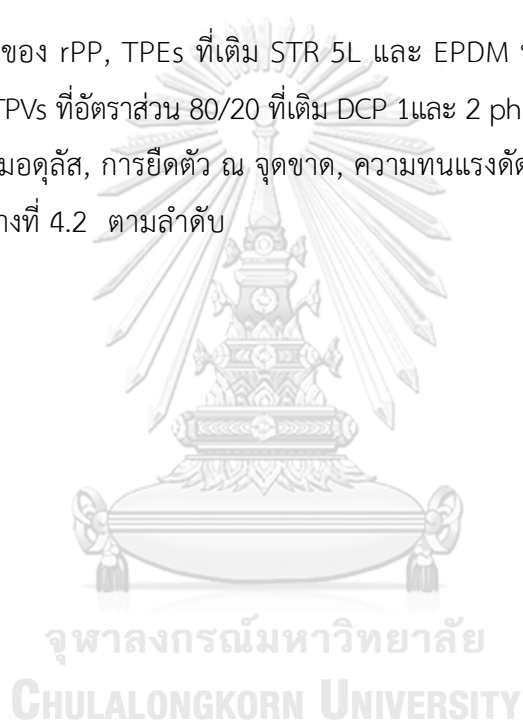 ของ rPP, TPEs ที่เติม STR 5L และ EPDM
TPVs ที่อัตราส่วน 80/20 ที่เติม DCP 1และ 2 ph
มอดุลัส, การยืดตัว ณ จุดขาด, ความทนแรงดัด
างที่ 4.2 ตามลำดับ
จุฬาลงกรณ์มหาวิทยาลัย
CHULALONGKORN UNIVERSITY